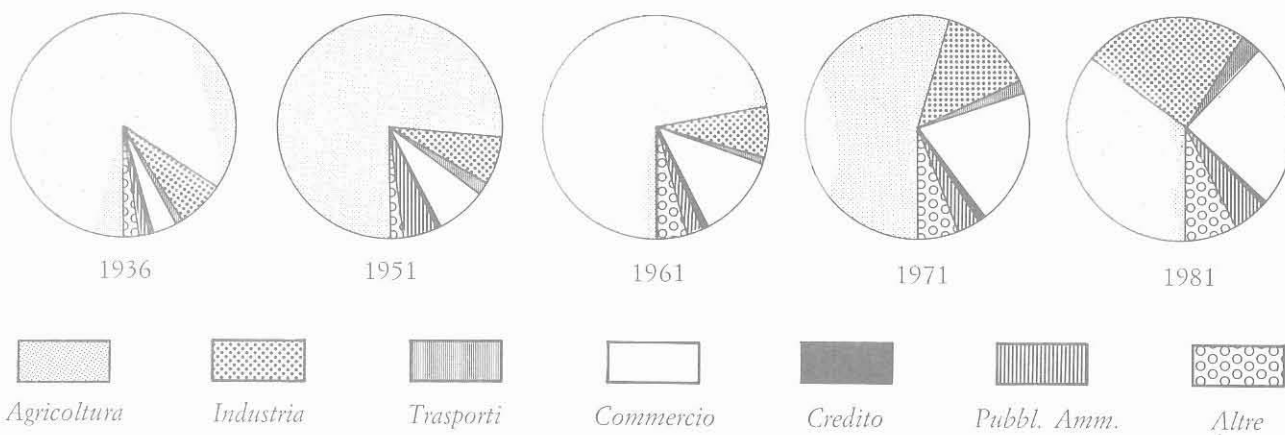 1936 1951 1961 1971 1981
Agricoltura Industria Trasporti Commercio Credito Pubbl. Amm. Altre